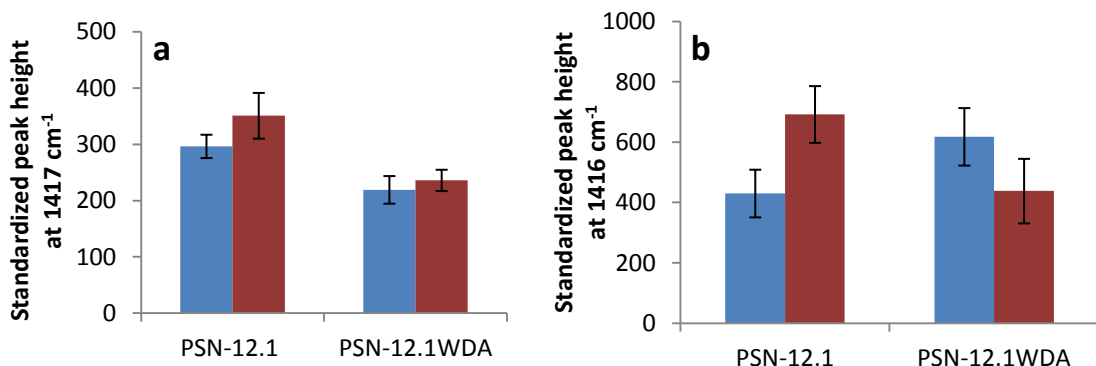 a
Standardized peak height
at 1417 cm⁻¹
500
400
300
200
100
0
PSN-12.1 PSN-12.1WDA
b
Standardized peak height
at 1416 cm⁻¹
1000
800
600
400
200
0
PSN-12.1 PSN-12.1WDA